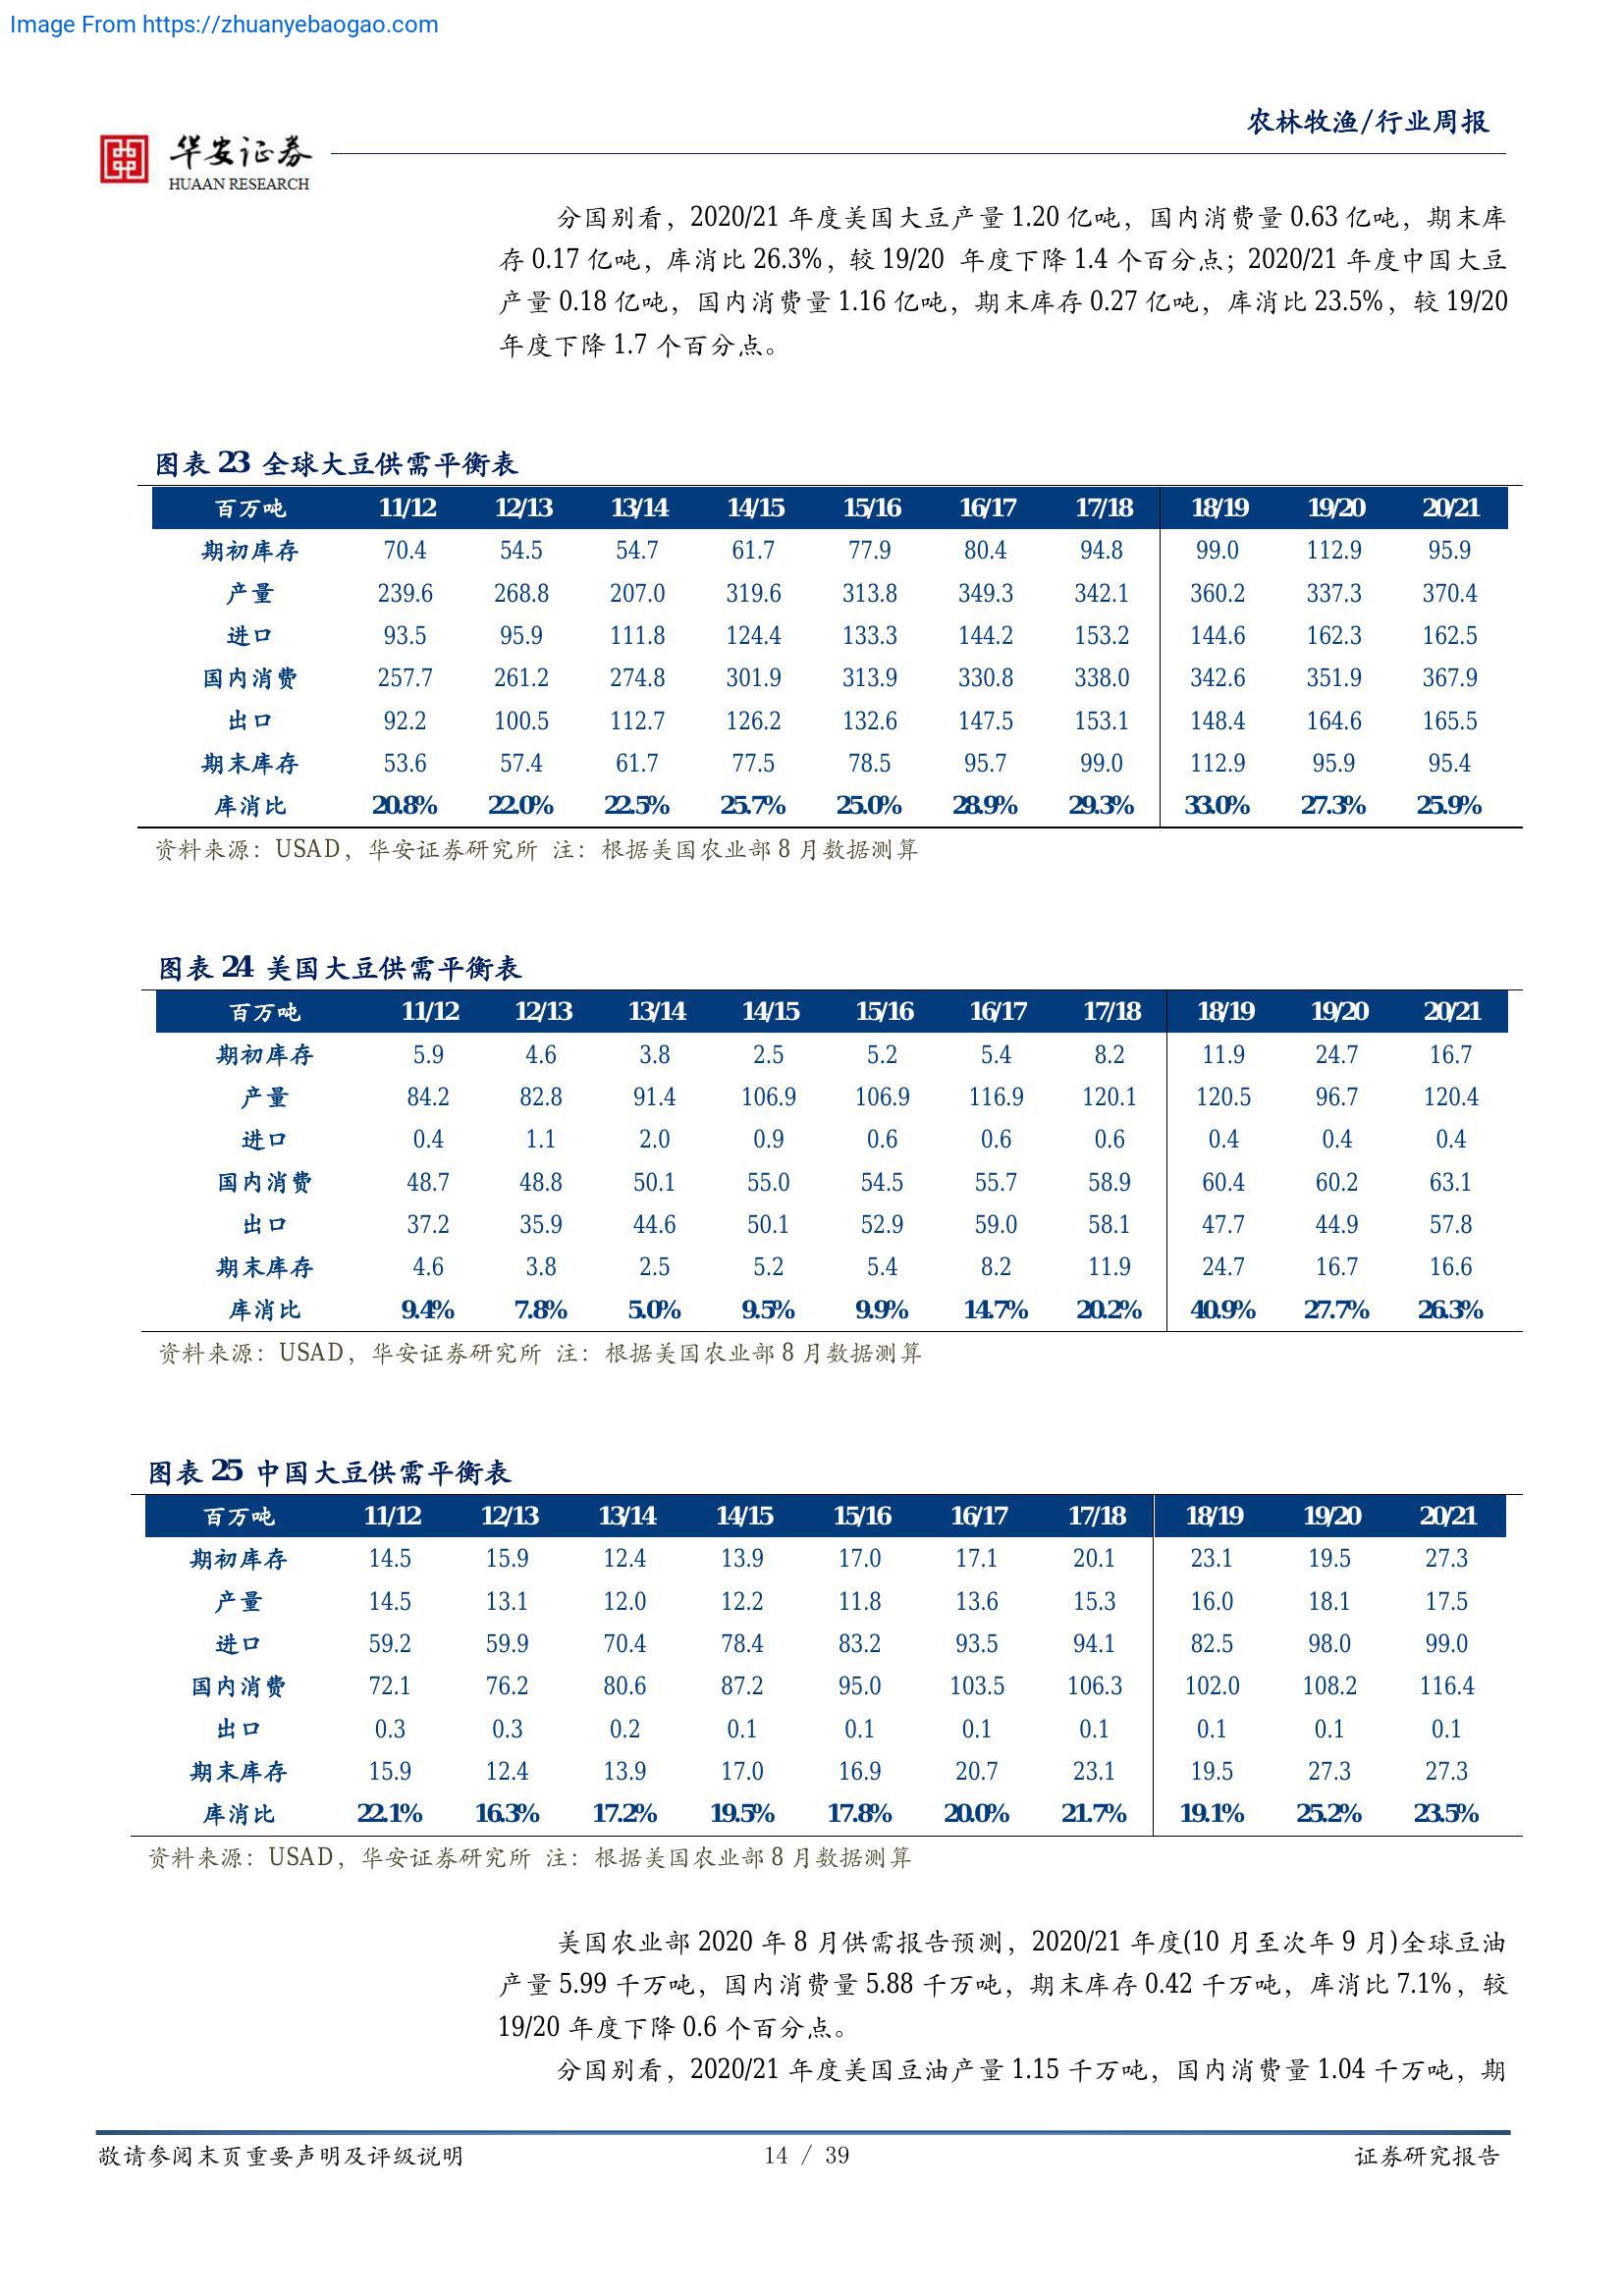 Image From https://zhuanyebaogao.com
农林牧渔/行业周报
华安证券
HUAAN RESEARCH
分国别看，2020/21 年度美国大豆产量 1.20 亿吨，国内消费量 0.63 亿吨，期末库
存 0.17 亿吨，库消比 26.3%，较 19/20 年度下降 1.4 个百分点；2020/21 年度中国大豆
产量 0.18 亿吨，国内消费量 1.16 亿吨，期末库存 0.27 亿吨，库消比 23.5%，较 19/20
年度下降 1.7 个百分点。
图表 23 全球大豆供需平衡表
百万吨 11/12 12/13 13/14 14/15 15/16 16/17 17/18 18/19 19/20 20/21
期初库存 70.4 54.5 54.7 61.7 77.9 80.4 94.8 99.0 112.9 95.9
产量 239.6 268.8 207.0 319.6 313.8 349.3 342.1 360.2 337.3 370.4
进口 93.5 95.9 111.8 124.4 133.3 144.2 153.2 144.6 162.3 162.5
国内消费 257.7 261.2 274.8 301.9 313.9 330.8 338.0 342.6 351.9 367.9
出口 92.2 100.5 112.7 126.2 132.6 147.5 153.1 148.4 164.6 165.5
期末库存 53.6 57.4 61.7 77.5 78.5 95.7 99.0 112.9 95.9 95.4
库消比 20.8% 22.0% 22.5% 25.7% 25.0% 28.9% 29.3% 33.0% 27.3% 25.9%
资料来源：USAD，华安证券研究所 注：根据美国农业部 8 月数据测算
图表 24 美国大豆供需平衡表
百万吨 11/12 12/13 13/14 14/15 15/16 16/17 17/18 18/19 19/20 20/21
期初库存 5.9 4.6 3.8 2.5 5.2 5.4 8.2 11.9 24.7 16.7
产量 84.2 82.8 91.4 106.9 106.9 116.9 120.1 120.5 96.7 120.4
进口 0.4 1.1 2.0 0.9 0.6 0.6 0.6 0.4 0.4 0.4
国内消费 48.7 48.8 50.1 55.0 54.5 55.7 58.9 60.4 60.2 63.1
出口 37.2 35.9 44.6 50.1 52.9 59.0 58.1 47.7 44.9 57.8
期末库存 4.6 3.8 2.5 5.2 5.4 8.2 11.9 24.7 16.7 16.6
库消比 9.4% 7.8% 5.0% 9.5% 9.9% 14.7% 20.2% 40.9% 27.7% 26.3%
资料来源：USAD，华安证券研究所 注：根据美国农业部 8 月数据测算
图表 25 中国大豆供需平衡表
百万吨 11/12 12/13 13/14 14/15 15/16 16/17 17/18 18/19 19/20 20/21
期初库存 14.5 15.9 12.4 13.9 17.0 17.1 20.1 23.1 19.5 27.3
产量 14.5 13.1 12.0 12.2 11.8 13.6 15.3 16.0 18.1 17.5
进口 59.2 59.9 70.4 78.4 83.2 93.5 94.1 82.5 98.0 99.0
国内消费 72.1 76.2 80.6 87.2 95.0 103.5 106.3 102.0 108.2 116.4
出口 0.3 0.3 0.2 0.1 0.1 0.1 0.1 0.1 0.1 0.1
期末库存 15.9 12.4 13.9 17.0 16.9 20.7 23.1 19.5 27.3 27.3
库消比 22.1% 16.3% 17.2% 19.5% 17.8% 20.0% 21.7% 19.1% 25.2% 23.5%
资料来源：USAD，华安证券研究所 注：根据美国农业部 8 月数据测算
美国农业部 2020 年 8 月供需报告预测，2020/21 年度(10 月至次年 9 月)全球豆油
产量 5.99 千万吨，国内消费量 5.88 千万吨，期末库存 0.42 千万吨，库消比 7.1%，较
19/20 年度下降 0.6 个百分点。
分国别看，2020/21 年度美国豆油产量 1.15 千万吨，国内消费量 1.04 千万吨，期
敬请参阅末页重要声明及评级说明 14 / 39 证券研究报告